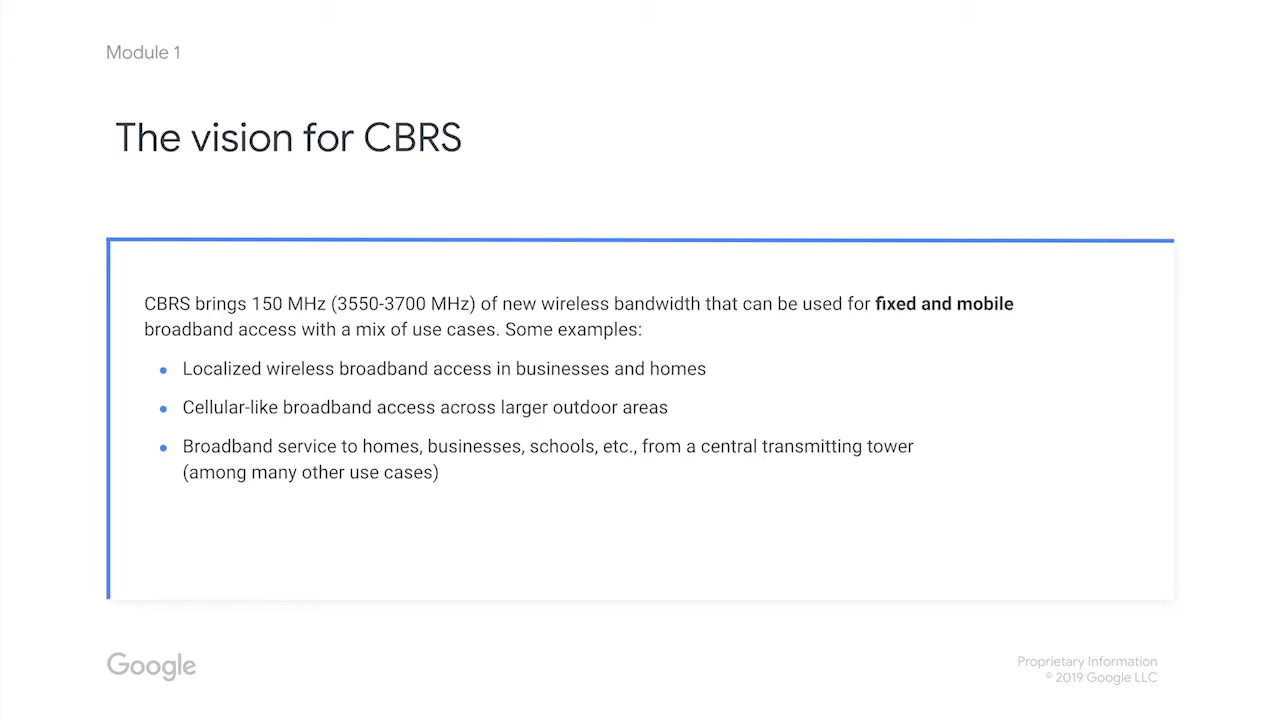 Module 1
The vision for CBRS
CBRS brings 150 MHz (3550-3700 MHz) of new wireless bandwidth that can be used for fixed and mobile
broadband access with a mix of use cases. Some examples:
• Localized wireless broadband access in businesses and homes
• Cellular-like broadband access across larger outdoor areas
• Broadband service to homes, businesses, schools, etc., from a central transmitting tower
(among many other use cases)
Google
Proprietary Information
© 2019 Google LLC